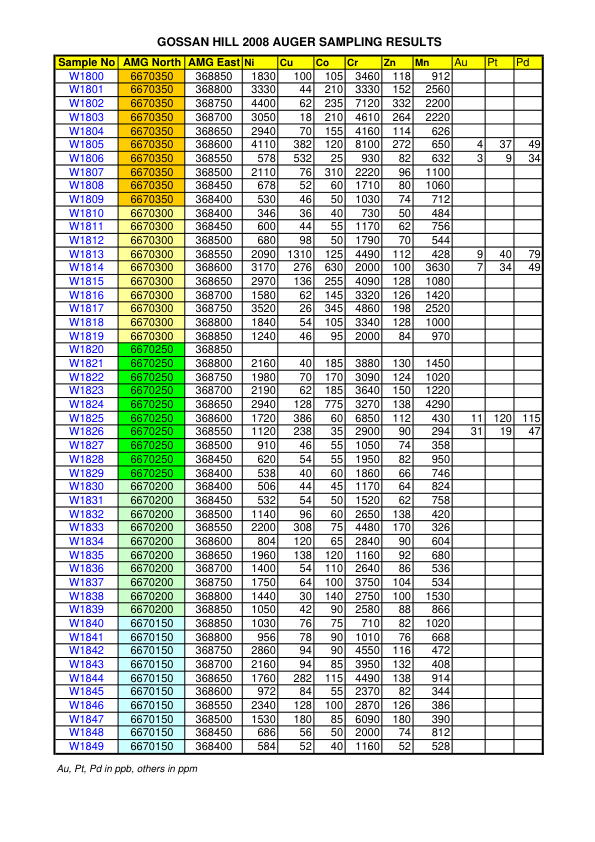 GOSSAN HILL 2008 AUGER SAMPLING RESULTS
Sample No AMG North AMG East Ni Cu Co Cr Zn Mn Au Pt Pd
W1800 6670350 368850 1830 100 105 3460 118 912
W1801 6670350 368800 3330 44 210 3330 152 2560
W1802 6670350 368750 4400 62 235 7120 332 2200
W1803 6670350 368700 3050 18 210 4610 264 2220
W1804 6670350 368650 2940 70 155 4160 114 626
W1805 6670350 368600 4110 382 120 8100 272 650 4 37 49
W1806 6670350 368550 578 532 25 930 82 632 3 9 34
W1807 6670350 368500 2110 76 310 2220 96 1100
W1808 6670350 368450 678 52 60 1710 80 1060
W1809 6670350 368400 530 46 50 1030 74 712
W1810 6670300 368400 346 36 40 730 50 484
W1811 6670300 368450 600 44 55 1170 62 756
W1812 6670300 368500 680 98 50 1790 70 544
W1813 6670300 368550 2090 1310 125 4490 112 428 9 40 79
W1814 6670300 368600 3170 276 630 2000 100 3630 7 34 49
W1815 6670300 368650 2970 136 255 4090 128 1080
W1816 6670300 368700 1580 62 145 3320 126 1420
W1817 6670300 368750 3520 26 345 4860 198 2520
W1818 6670300 368800 1840 54 105 3340 128 1000
W1819 6670300 368850 1240 46 95 2000 84 970
W1820 6670250 368850
W1821 6670250 368800 2160 40 185 3880 130 1450
W1822 6670250 368750 1980 70 170 3090 124 1020
W1823 6670250 368700 2190 62 185 3640 150 1220
W1824 6670250 368650 2940 128 775 3270 138 4290
W1825 6670250 368600 1720 386 60 6850 112 430 11 120 115
W1826 6670250 368550 1120 238 35 2900 90 294 31 19 47
W1827 6670250 368500 910 46 55 1050 74 358
W1828 6670250 368450 620 54 55 1950 82 950
W1829 6670250 368400 538 40 60 1860 66 746
W1830 6670200 368400 506 44 45 1170 64 824
W1831 6670200 368450 532 54 50 1520 62 758
W1832 6670200 368500 1140 96 60 2650 138 420
W1833 6670200 368550 2200 308 75 4480 170 326
W1834 6670200 368600 804 120 65 2840 90 604
W1835 6670200 368650 1960 138 120 1160 92 680
W1836 6670200 368700 1400 54 110 2640 86 536
W1837 6670200 368750 1750 64 100 3750 104 534
W1838 6670200 368800 1440 30 140 2750 100 1530
W1839 6670200 368850 1050 42 90 2580 88 866
W1840 6670150 368850 1030 76 75 710 82 1020
W1841 6670150 368800 956 78 90 1010 76 668
W1842 6670150 368750 2860 94 90 4550 116 472
W1843 6670150 368700 2160 94 85 3950 132 408
W1844 6670150 368650 1760 282 115 4490 138 914
W1845 6670150 368600 972 84 55 2370 82 344
W1846 6670150 368550 2340 128 100 2870 126 386
W1847 6670150 368500 1530 180 85 6090 180 390
W1848 6670150 368450 686 56 50 2000 74 812
W1849 6670150 368400 584 52 40 1160 52 528
Au, Pt, Pd in ppb, others in ppm